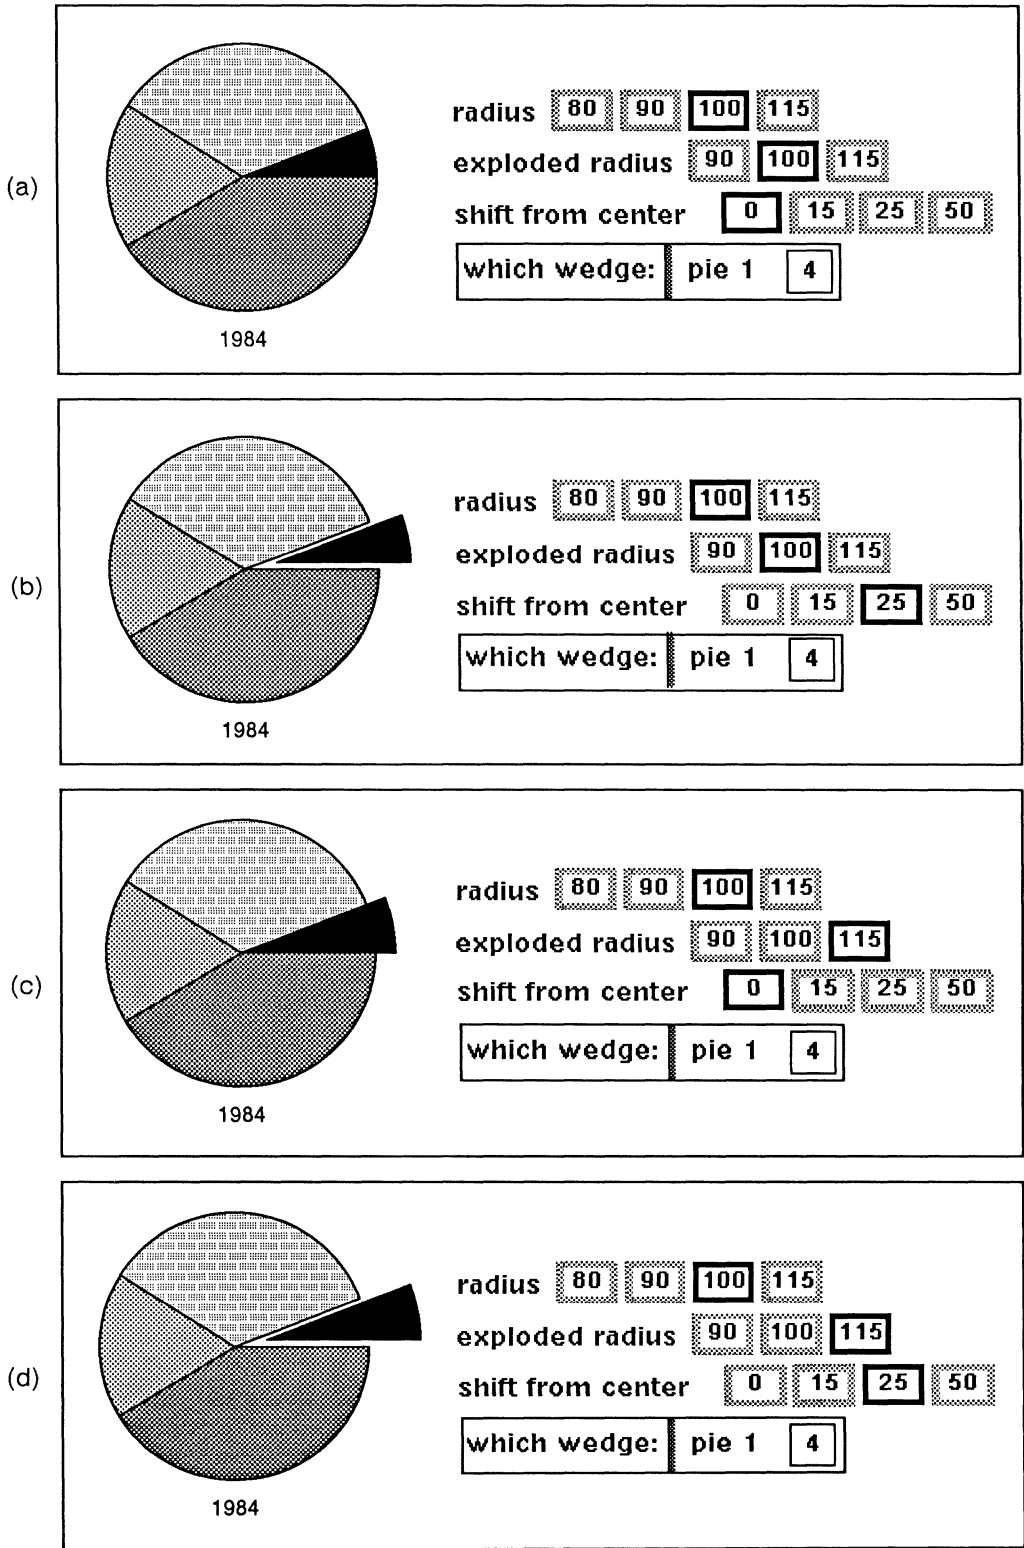 (a)
radius 80 90 100 115
exploded radius 90 100 115
shift from center 0 15 25 50
which wedge: pie 1 4
1984
(b)
radius 80 90 100 115
exploded radius 90 100 115
shift from center 0 15 25 50
which wedge: pie 1 4
1984
(c)
radius 80 90 100 115
exploded radius 90 100 115
shift from center 0 15 25 50
which wedge: pie 1 4
1984
(d)
radius 80 90 100 115
exploded radius 90 100 115
shift from center 0 15 25 50
which wedge: pie 1 4
1984